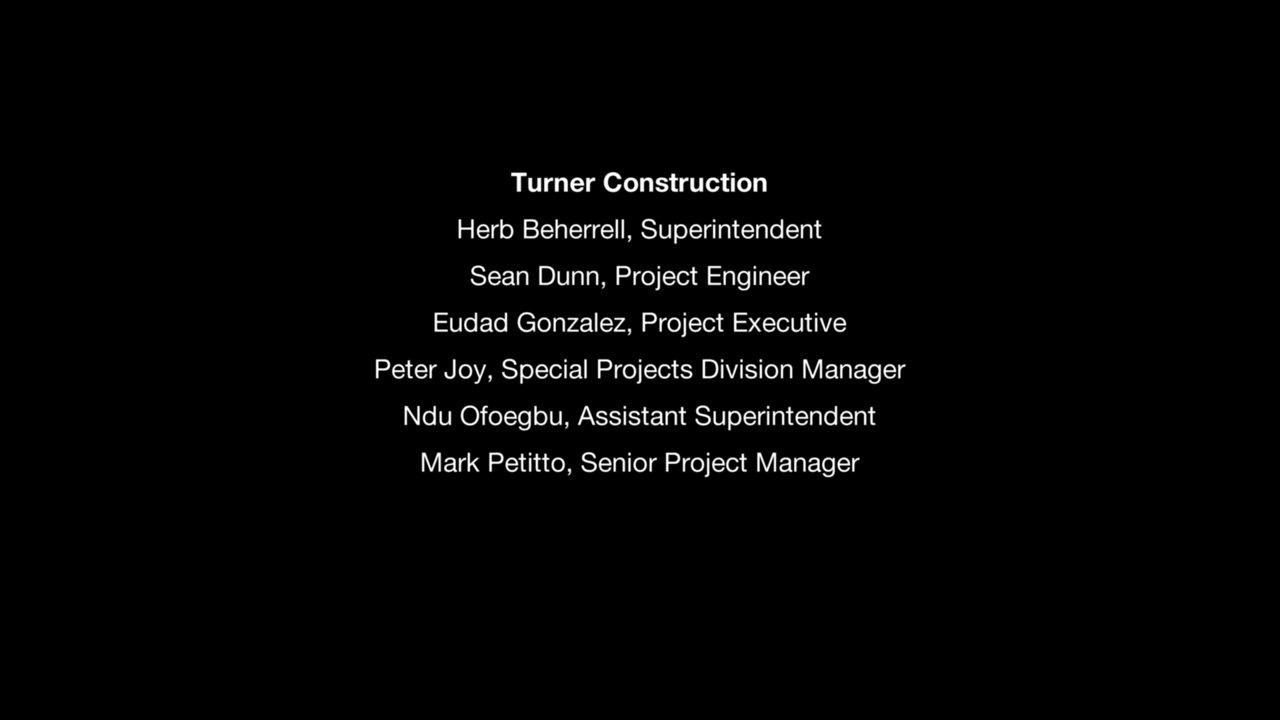 Turner Construction
Herb Beherrell, Superintendent
Sean Dunn, Project Engineer
Eudad Gonzalez, Project Executive
Peter Joy, Special Projects Division Manager
Ndu Ofoegbu, Assistant Superintendent
Mark Petitto, Senior Project Manager